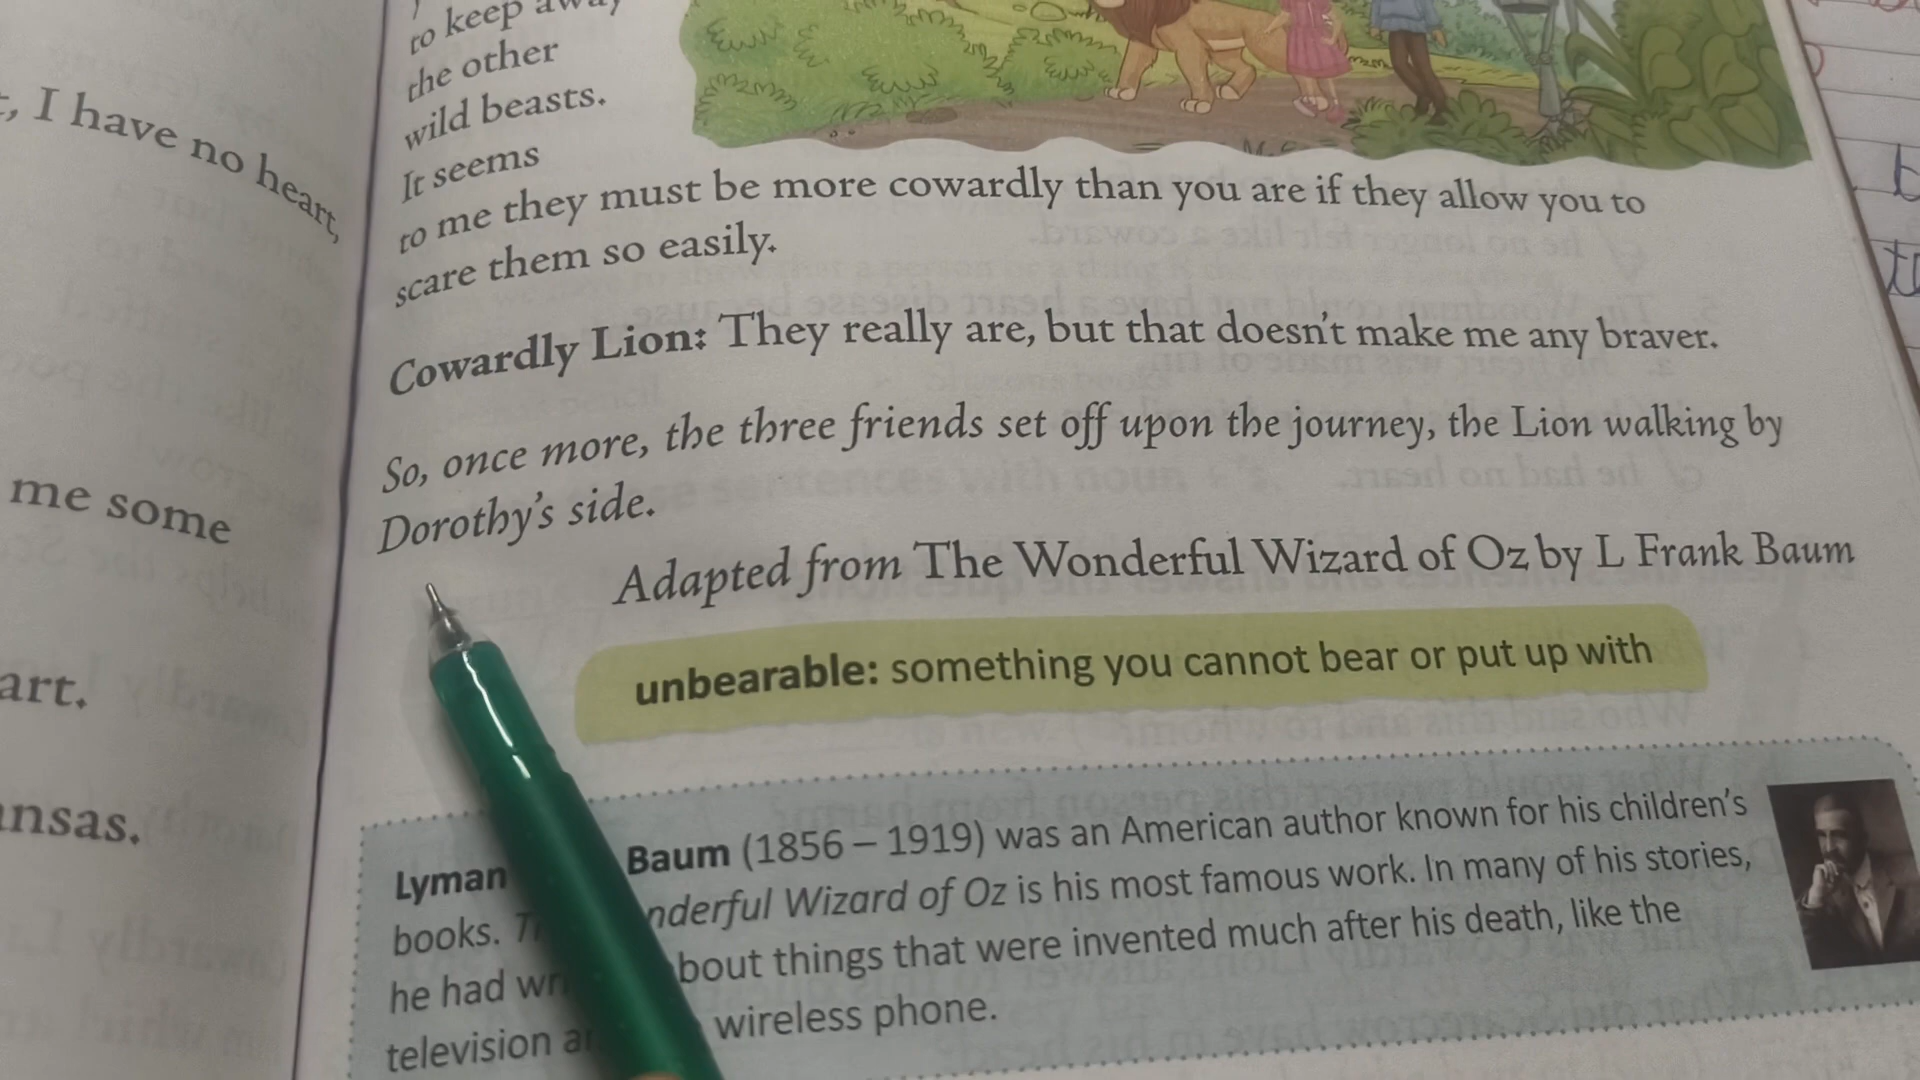 , I have no heart,
me some
art.
ansas.
to keep away
the other
wild beasts.
It seems
to me they must be more cowardly than you are if they allow you to
scare them so easily.
Cowardly Lion: They really are, but that doesn't make me any braver.
So, once more, the three friends set off upon the journey, the Lion walking by
Dorothy's side.
Adapted from The Wonderful Wizard of Oz by L Frank Baum
unbearable: something you cannot bear or put up with
Lyman Baum (1856 – 1919) was an American author known for his children's
books. nderful Wizard of Oz is his most famous work. In many of his stories,
he had wr bout things that were invented much after his death, like the
television a wireless phone.